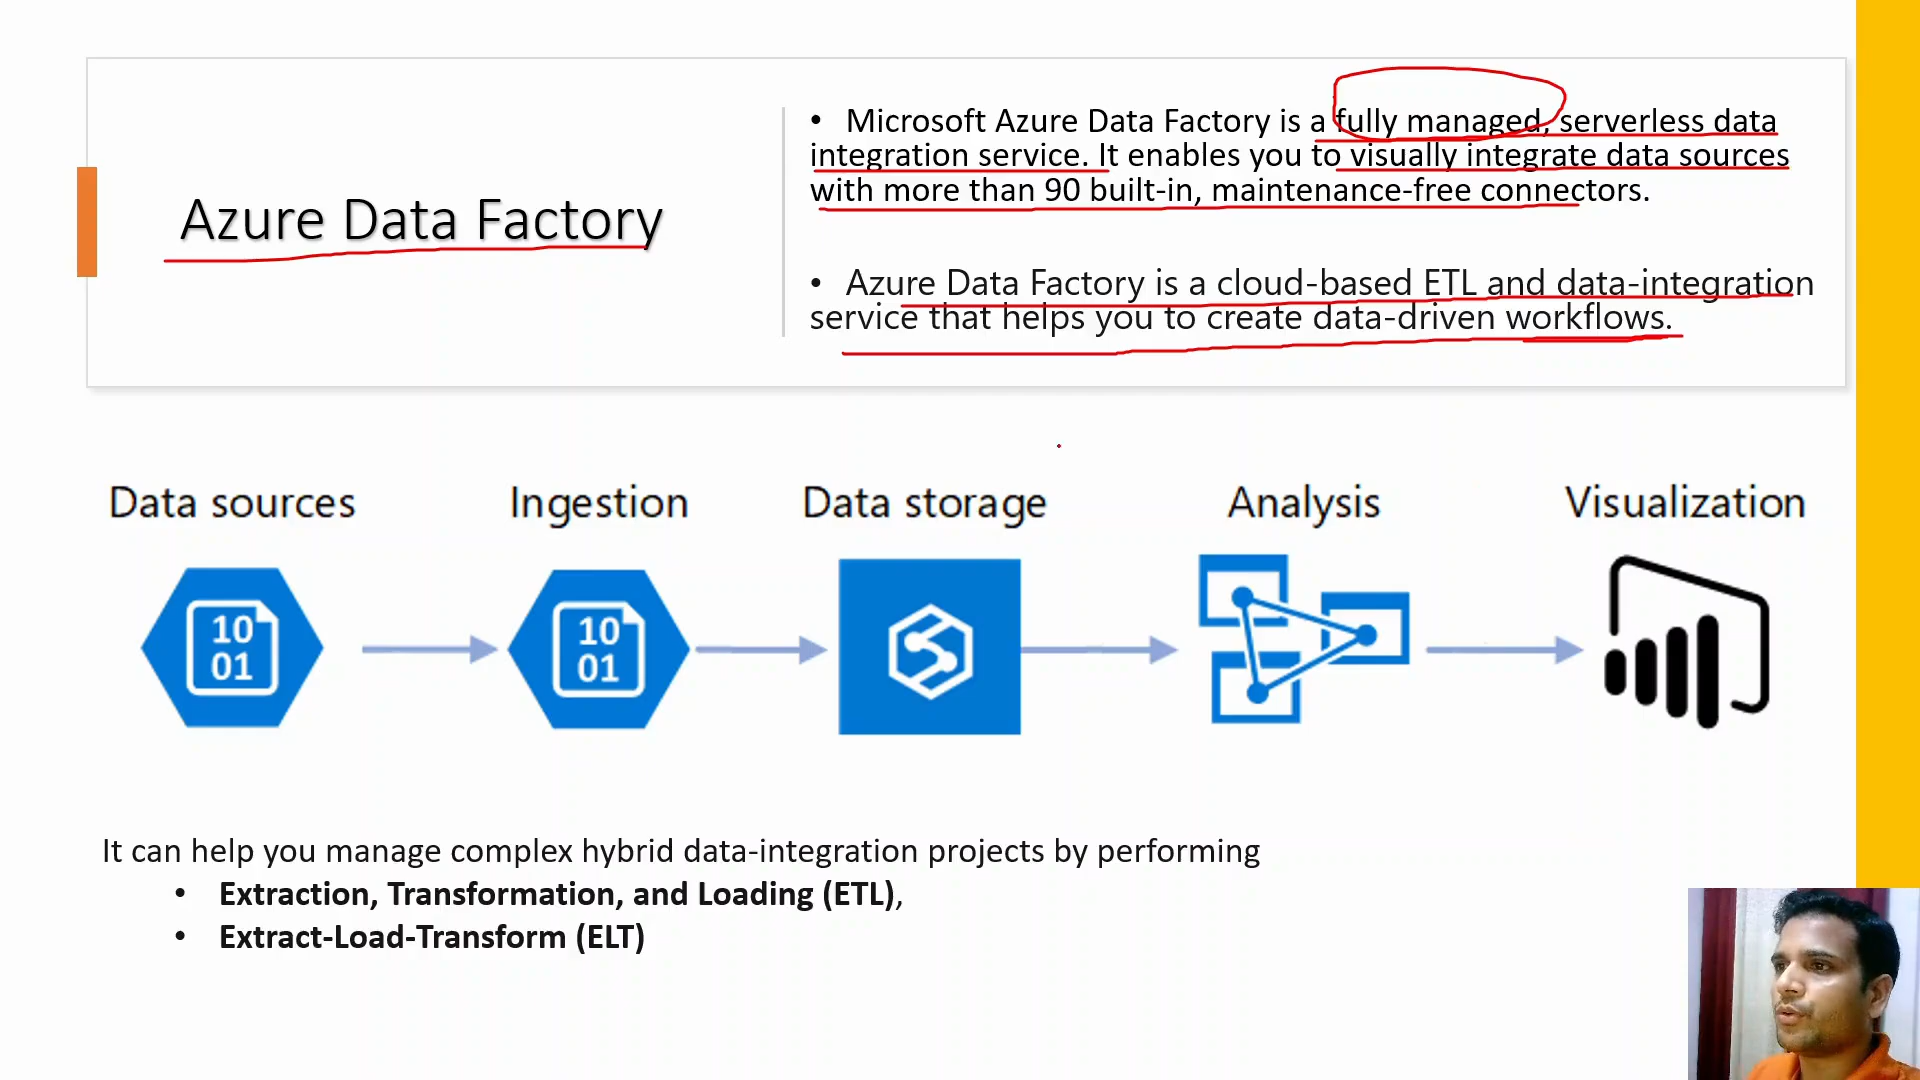 Azure Data Factory
• Microsoft Azure Data Factory is a fully managed, serverless data
integration service. It enables you to visually integrate data sources
with more than 90 built-in, maintenance-free connectors.
• Azure Data Factory is a cloud-based ETL and data-integration
service that helps you to create data-driven workflows.
Data sources
Ingestion
Data storage
Analysis
Visualization
10
01
10
01
It can help you manage complex hybrid data-integration projects by performing
• Extraction, Transformation, and Loading (ETL),
• Extract-Load-Transform (ELT)